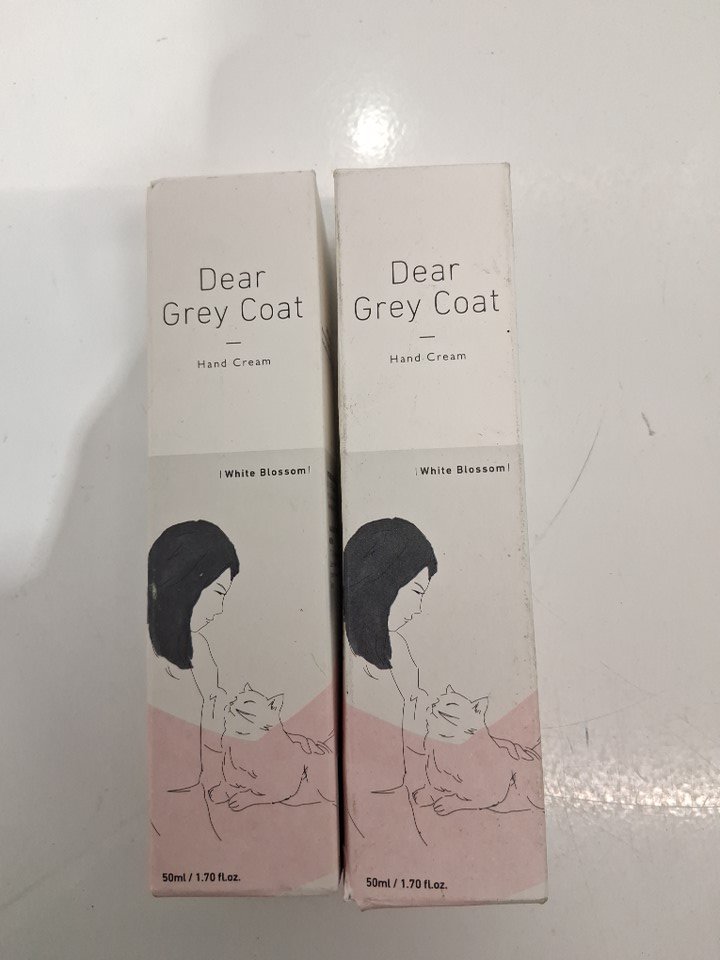 Dear
Grey Coat
Hand Cream
White Blossom
50ml / 1.70 fl.oz.
Dear
Grey Coat
Hand Cream
White Blossom
50ml / 1.70 fl.oz.